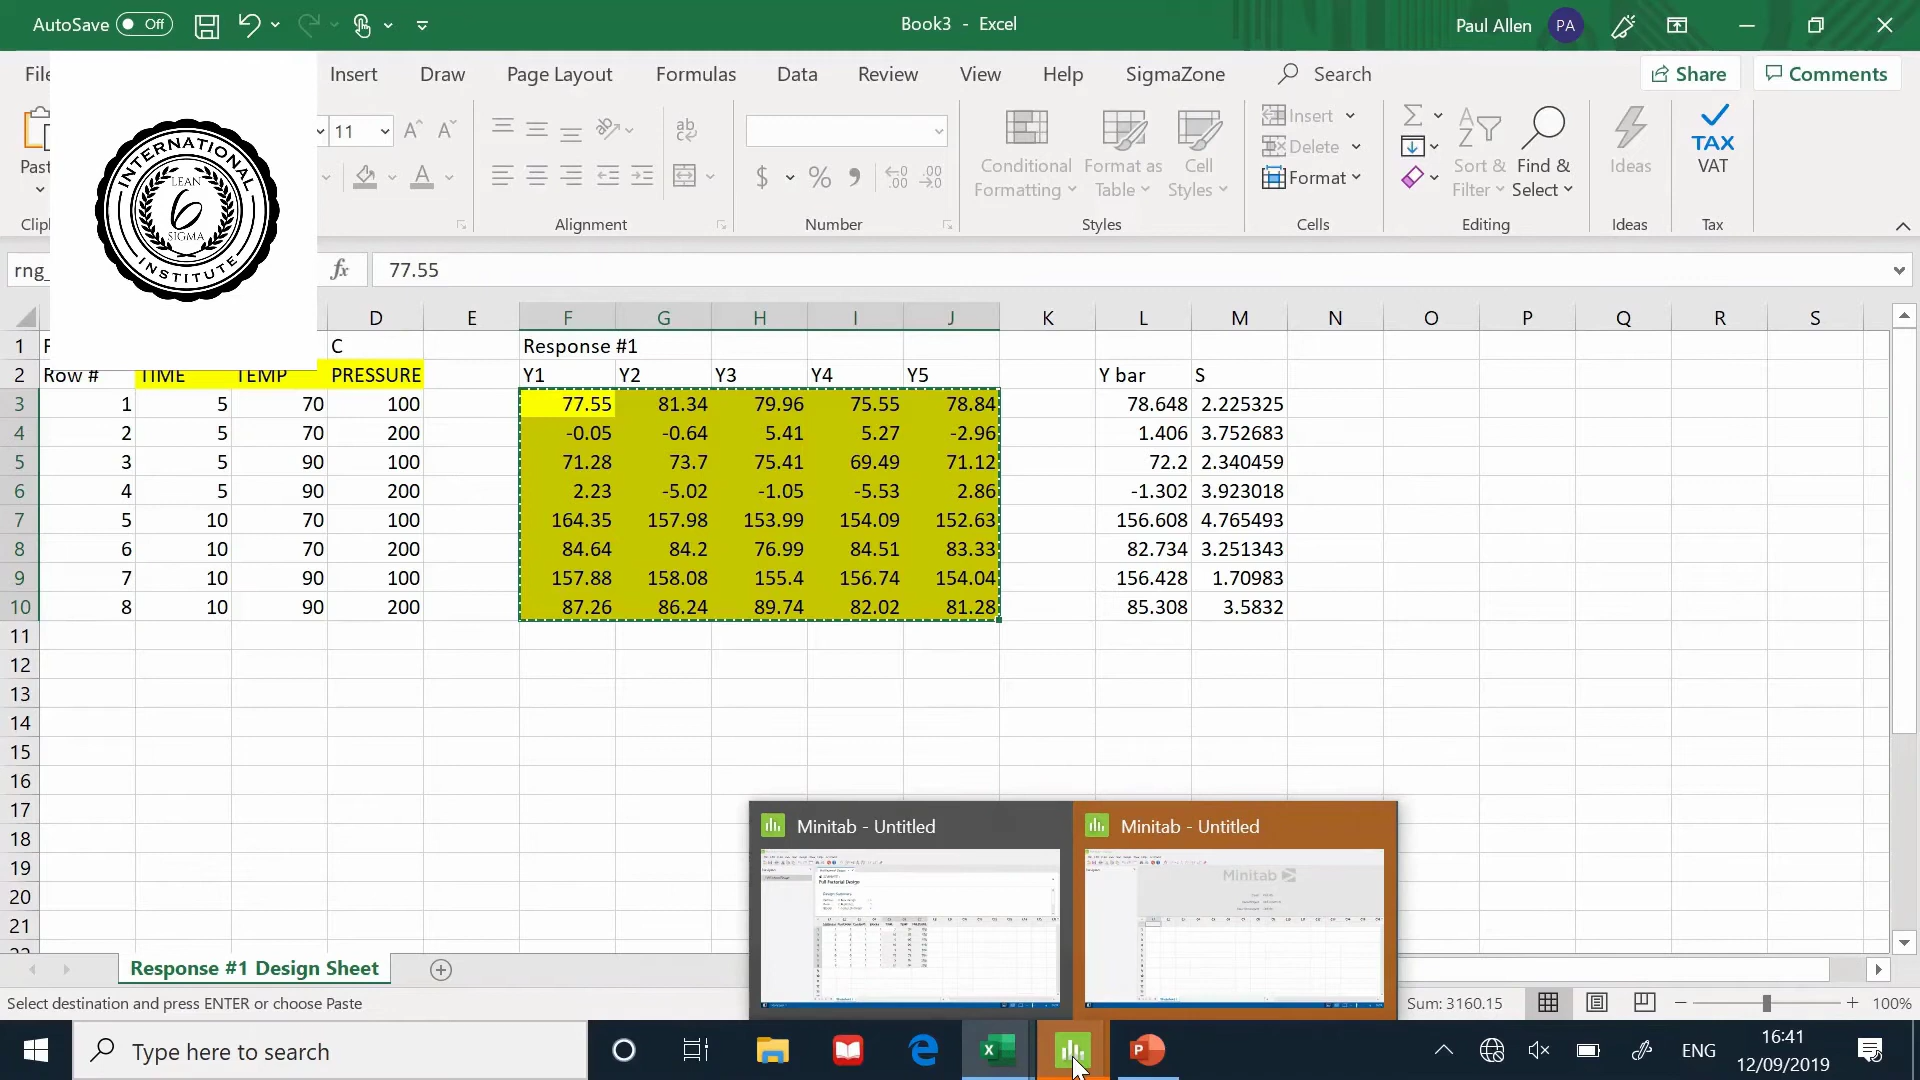 AutoSave Off
Book3 - Excel
Paul Allen PA
File Insert Draw Page Layout Formulas Data Review View Help SigmaZone Search Share Comments
INTERNATIONAL
LEAN
6
SIGMA
INSTITUTE
11
Insert
Delete
Format
Conditional Formatting
Format as Table
Cell Styles
Sort & Filter
Find & Select
Ideas
TAX
VAT
Alignment Number Styles Cells Editing Ideas Tax
rng_ fx 77.55
D E F G H I J K L M N O P Q R S
1 C Response #1
2 Row # TIME TEMP PRESSURE Y1 Y2 Y3 Y4 Y5 Y bar S
3 1 5 70 100 77.55 81.34 79.96 75.55 78.84 78.648 2.225325
4 2 5 70 200 -0.05 -0.64 5.41 5.27 -2.96 1.406 3.752683
5 3 5 90 100 71.28 73.7 75.41 69.49 71.12 72.2 2.340459
6 4 5 90 200 2.23 -5.02 -1.05 -5.53 2.86 -1.302 3.923018
7 5 10 70 100 164.35 157.98 153.99 154.09 152.63 156.608 4.765493
8 6 10 70 200 84.64 84.2 76.99 84.51 83.33 82.734 3.251343
9 7 10 90 100 157.88 158.08 155.4 156.74 154.04 156.428 1.70983
10 8 10 90 200 87.26 86.24 89.74 82.02 81.28 85.308 3.5832
11
12
13
14
15
16
17
18
19
20
21
Minitab - Untitled
Full Factorial Design
Minitab - Untitled
Minitab
Response #1 Design Sheet
Select destination and press ENTER or choose Paste
Sum: 3160.15
100%
Type here to search
ENG
16:41
12/09/2019